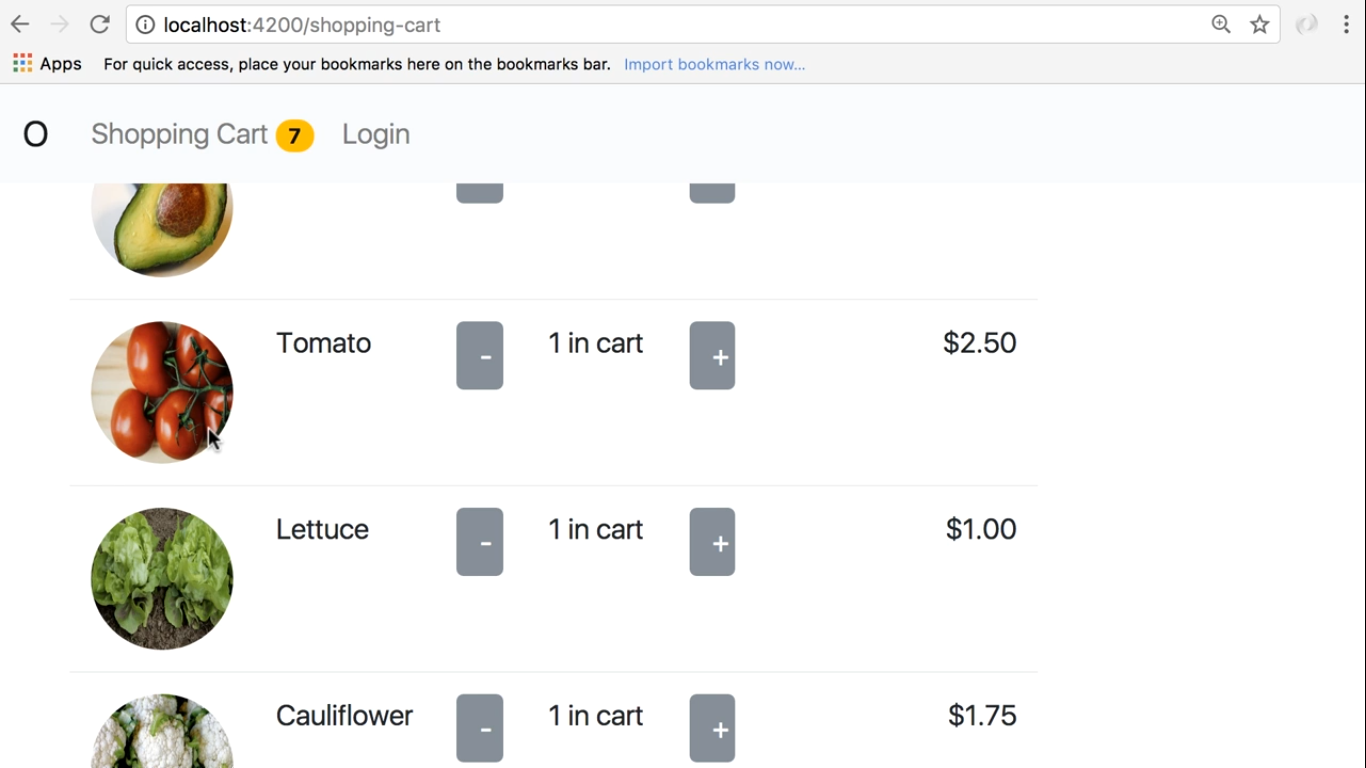 localhost:4200/shopping-cart
Apps For quick access, place your bookmarks here on the bookmarks bar. Import bookmarks now...
O Shopping Cart 7 Login
Tomato - 1 in cart + $2.50
Lettuce - 1 in cart + $1.00
Cauliflower - 1 in cart + $1.75